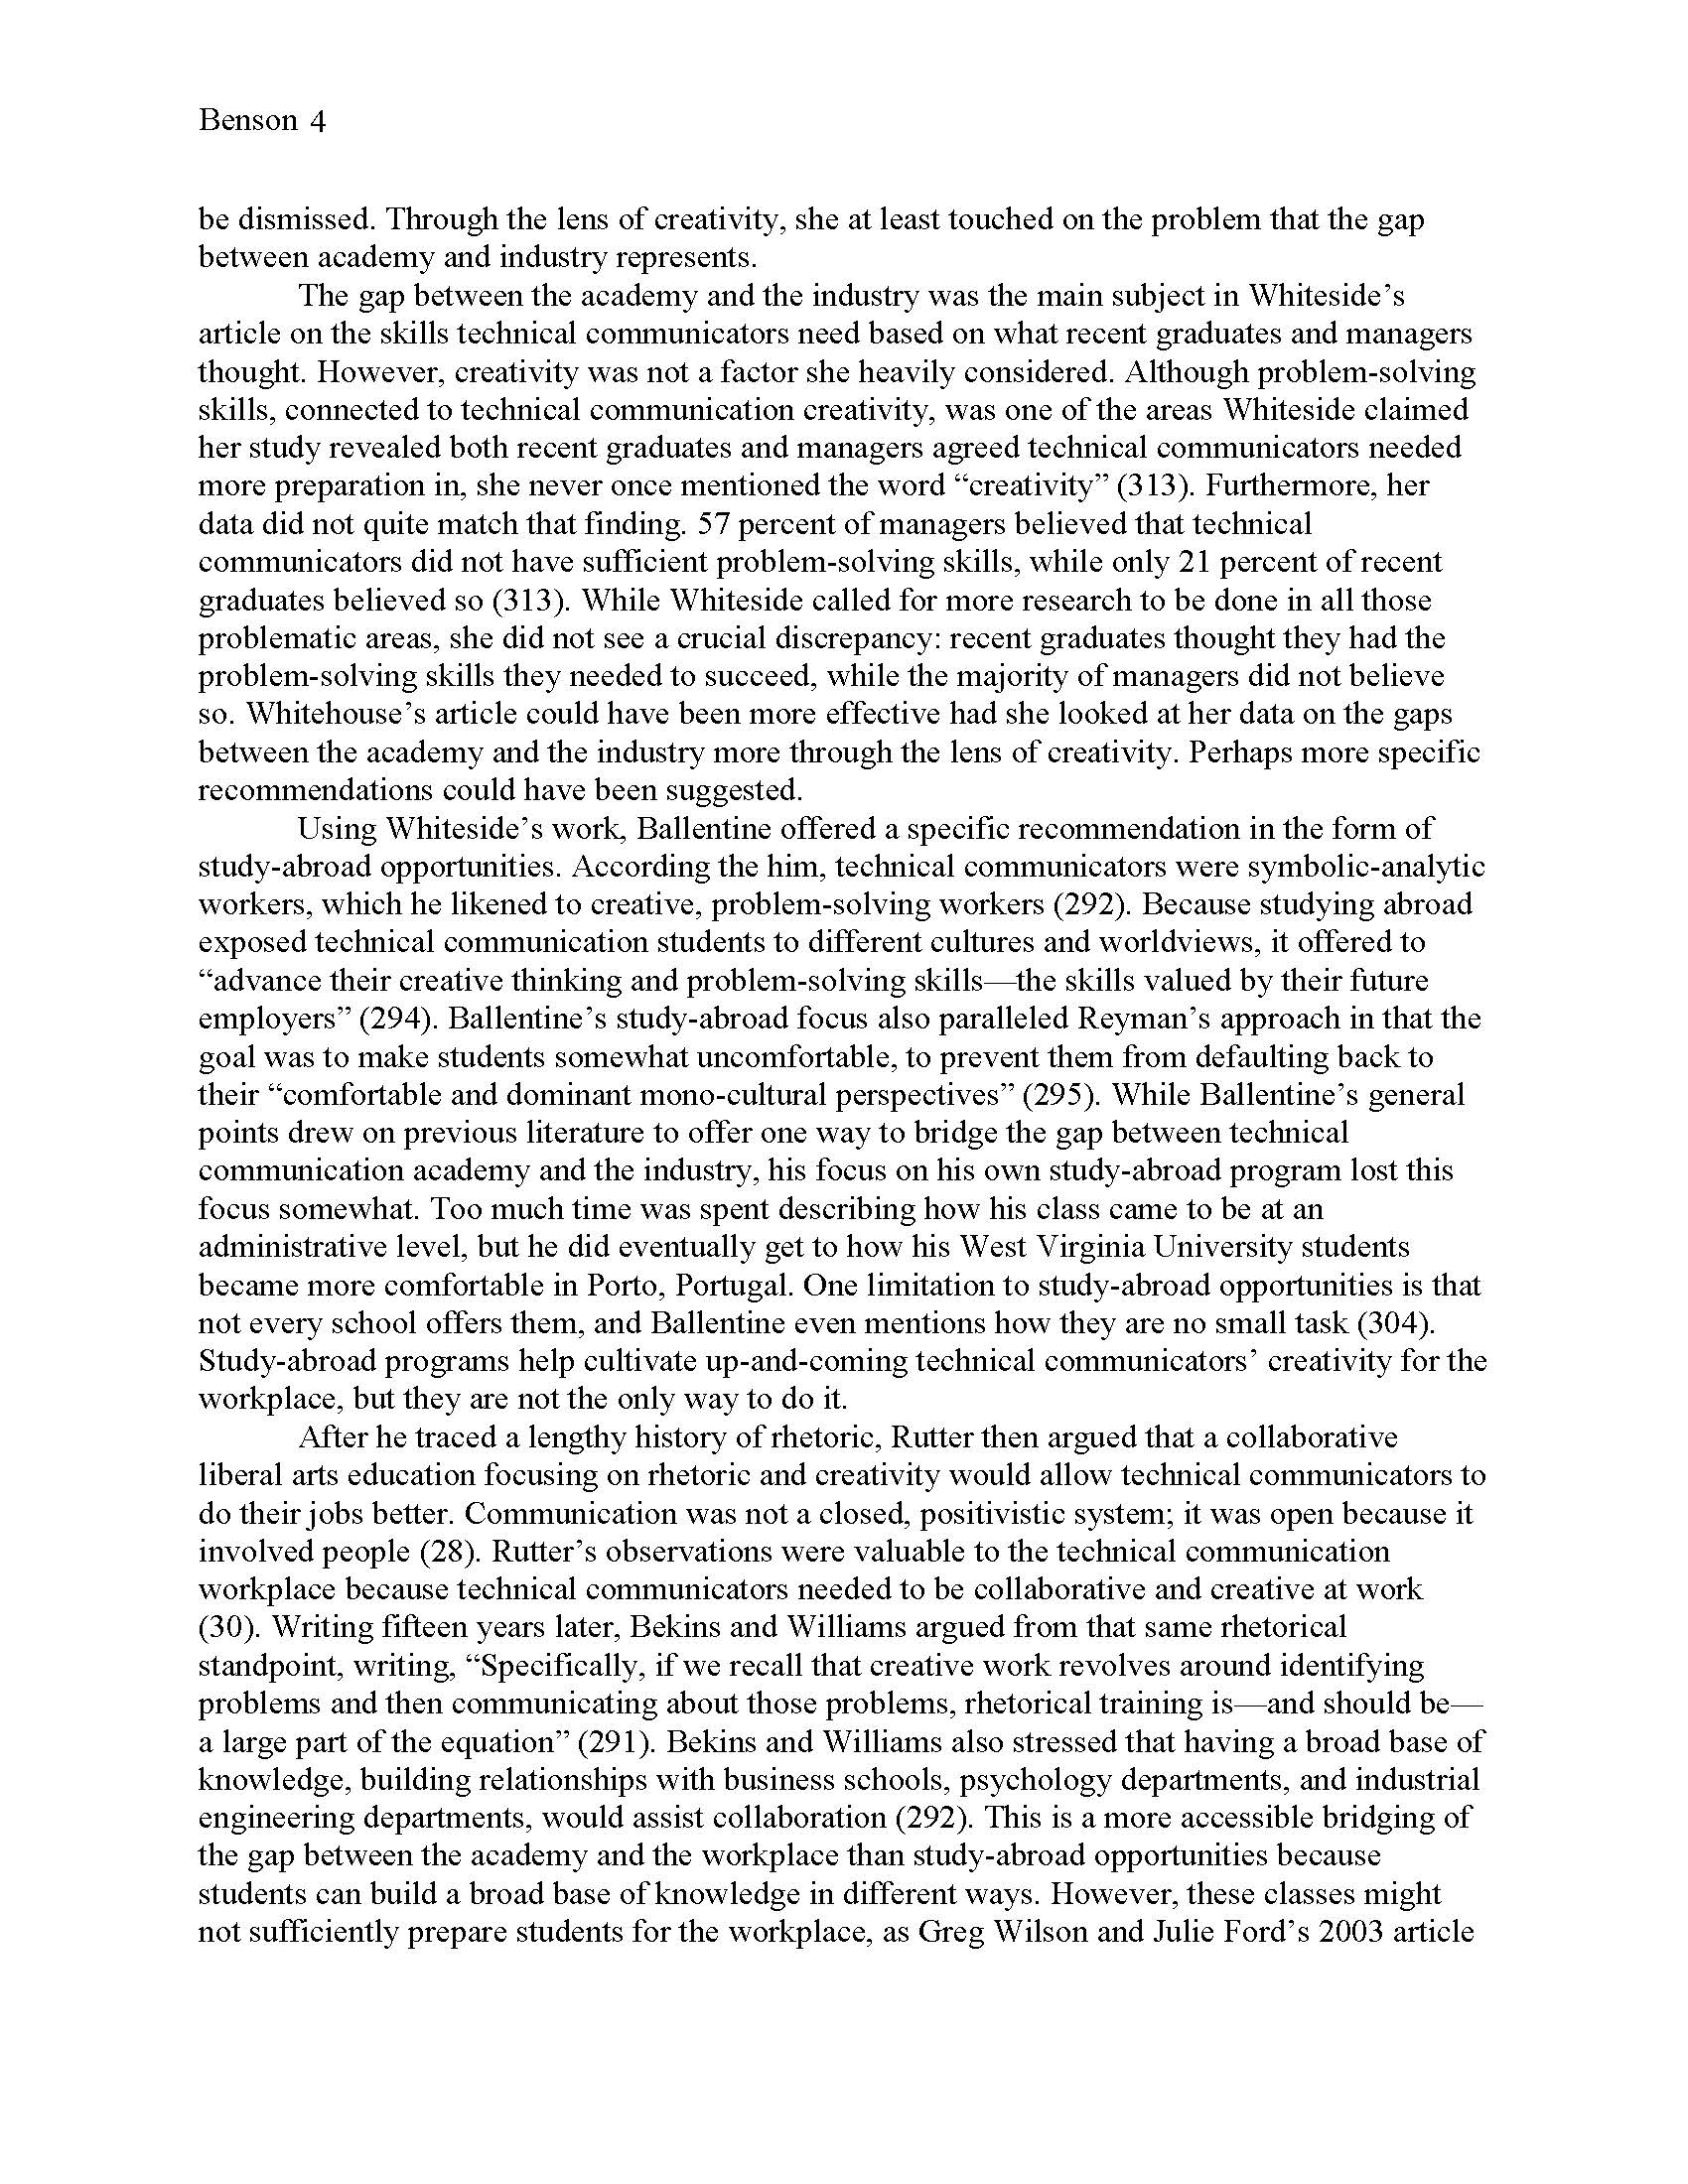 Benson 4
be dismissed. Through the lens of creativity, she at least touched on the problem that the gap
between academy and industry represents.
The gap between the academy and the industry was the main subject in Whiteside’s
article on the skills technical communicators need based on what recent graduates and managers
thought. However, creativity was not a factor she heavily considered. Although problem-solving
skills, connected to technical communication creativity, was one of the areas Whiteside claimed
her study revealed both recent graduates and managers agreed technical communicators needed
more preparation in, she never once mentioned the word “creativity” (313). Furthermore, her
data did not quite match that finding. 57 percent of managers believed that technical
communicators did not have sufficient problem-solving skills, while only 21 percent of recent
graduates believed so (313). While Whiteside called for more research to be done in all those
problematic areas, she did not see a crucial discrepancy: recent graduates thought they had the
problem-solving skills they needed to succeed, while the majority of managers did not believe
so. Whitehouse’s article could have been more effective had she looked at her data on the gaps
between the academy and the industry more through the lens of creativity. Perhaps more specific
recommendations could have been suggested.
Using Whiteside’s work, Ballentine offered a specific recommendation in the form of
study-abroad opportunities. According the him, technical communicators were symbolic-analytic
workers, which he likened to creative, problem-solving workers (292). Because studying abroad
exposed technical communication students to different cultures and worldviews, it offered to
“advance their creative thinking and problem-solving skills—the skills valued by their future
employers” (294). Ballentine’s study-abroad focus also paralleled Reyman’s approach in that the
goal was to make students somewhat uncomfortable, to prevent them from defaulting back to
their “comfortable and dominant mono-cultural perspectives” (295). While Ballentine’s general
points drew on previous literature to offer one way to bridge the gap between technical
communication academy and the industry, his focus on his own study-abroad program lost this
focus somewhat. Too much time was spent describing how his class came to be at an
administrative level, but he did eventually get to how his West Virginia University students
became more comfortable in Porto, Portugal. One limitation to study-abroad opportunities is that
not every school offers them, and Ballentine even mentions how they are no small task (304).
Study-abroad programs help cultivate up-and-coming technical communicators’ creativity for the
workplace, but they are not the only way to do it.
After he traced a lengthy history of rhetoric, Rutter then argued that a collaborative
liberal arts education focusing on rhetoric and creativity would allow technical communicators to
do their jobs better. Communication was not a closed, positivistic system; it was open because it
involved people (28). Rutter’s observations were valuable to the technical communication
workplace because technical communicators needed to be collaborative and creative at work
(30). Writing fifteen years later, Bekins and Williams argued from that same rhetorical
standpoint, writing, “Specifically, if we recall that creative work revolves around identifying
problems and then communicating about those problems, rhetorical training is—and should be—
a large part of the equation” (291). Bekins and Williams also stressed that having a broad base of
knowledge, building relationships with business schools, psychology departments, and industrial
engineering departments, would assist collaboration (292). This is a more accessible bridging of
the gap between the academy and the workplace than study-abroad opportunities because
students can build a broad base of knowledge in different ways. However, these classes might
not sufficiently prepare students for the workplace, as Greg Wilson and Julie Ford’s 2003 article